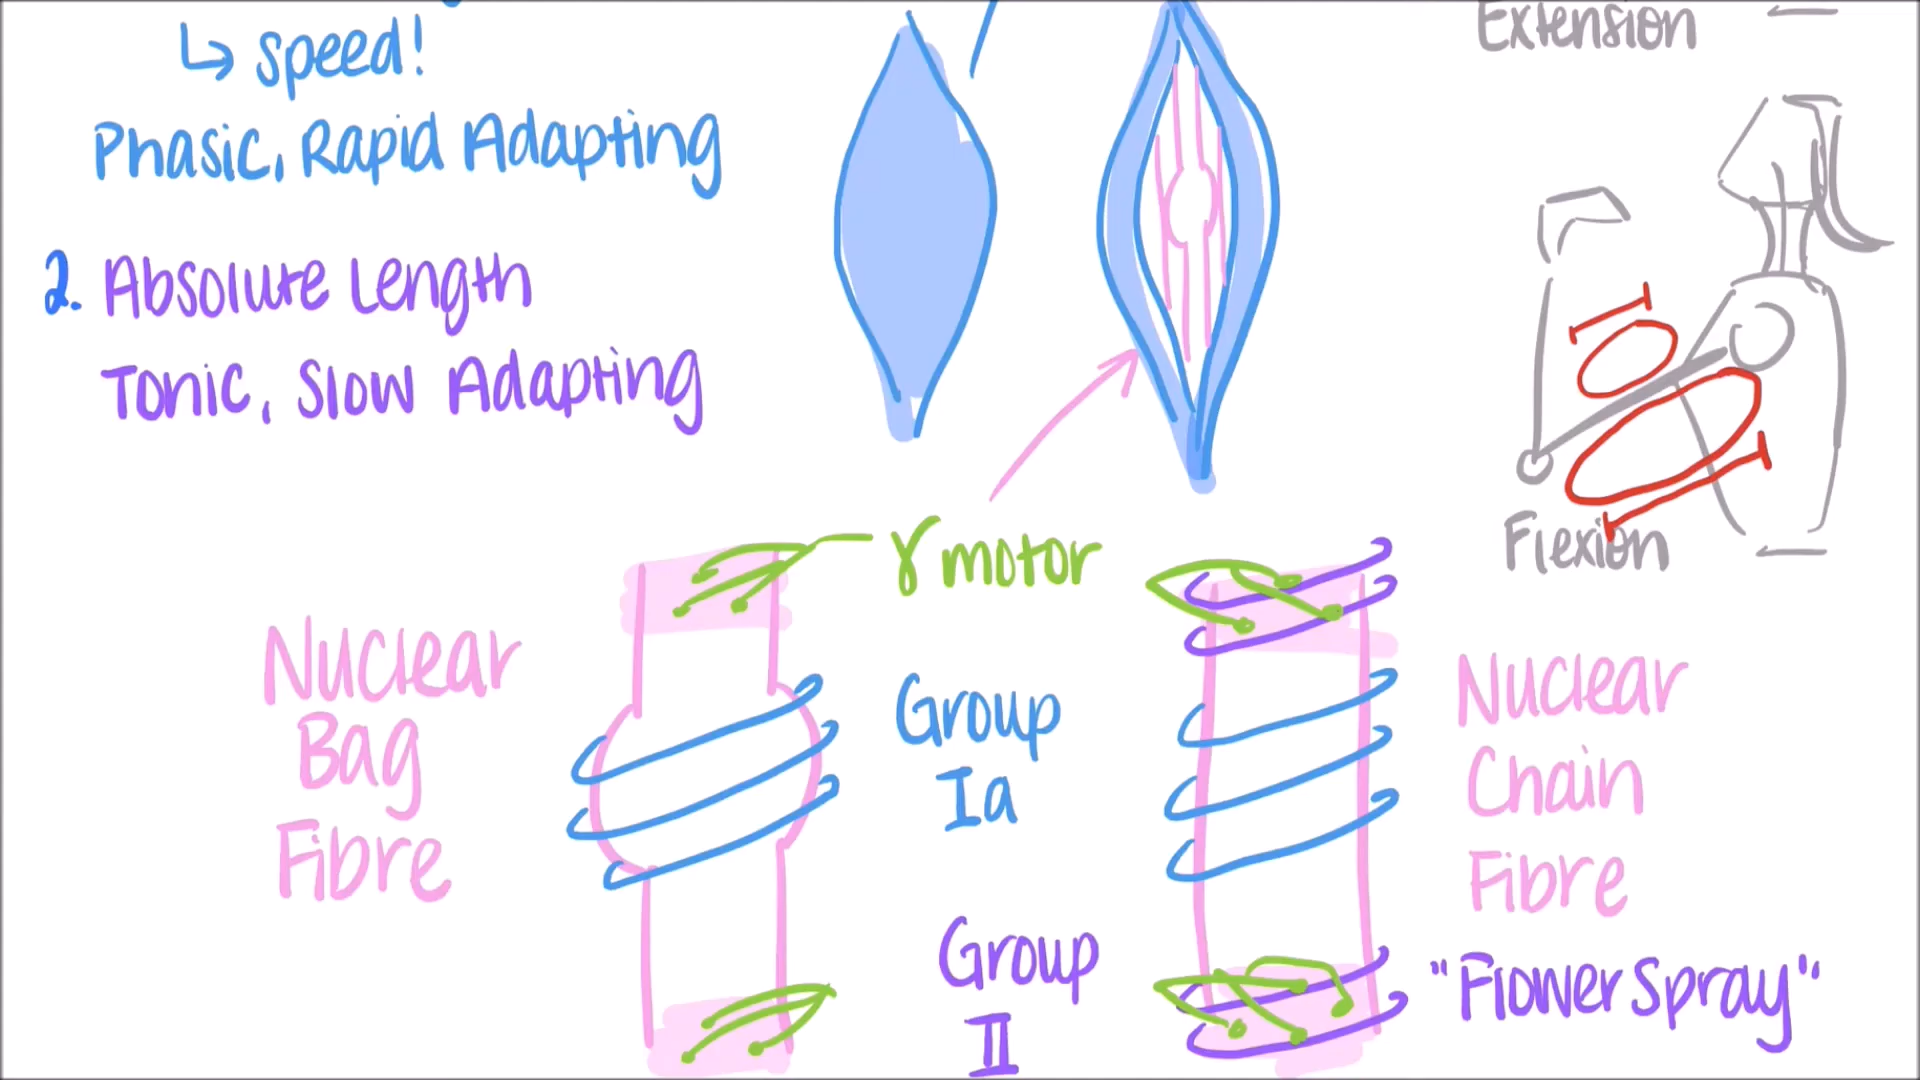 ↳ Speed!
Phasic, Rapid Adapting
2. Absolute Length
Tonic, Slow Adapting
Extension
Flexion
γ motor
Nuclear
Bag
Fibre
Group
Ia
Group
II
Nuclear
Chain
Fibre
"Flower Spray"